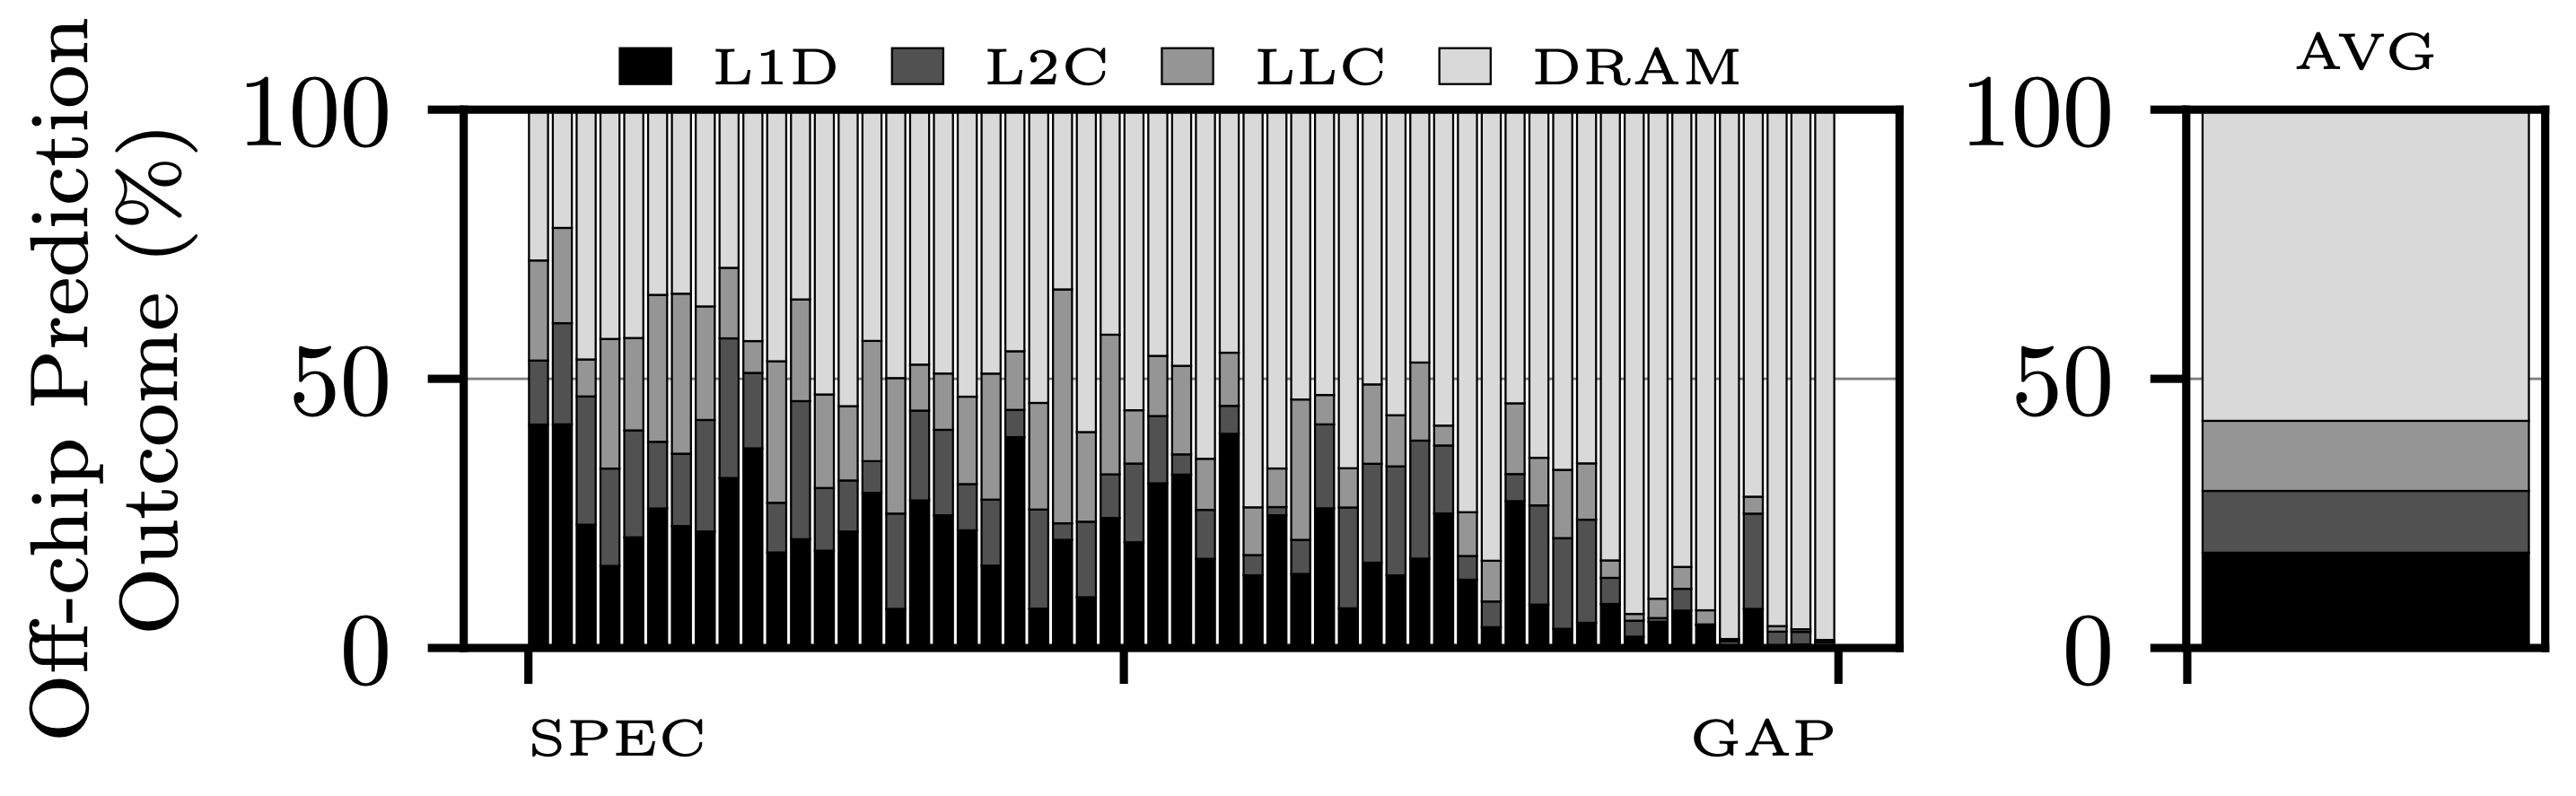 Off-chip Prediction
Outcome (%)
L1D L2C LLC DRAM
100
50
0
SPEC GAP
AVG
100
50
0